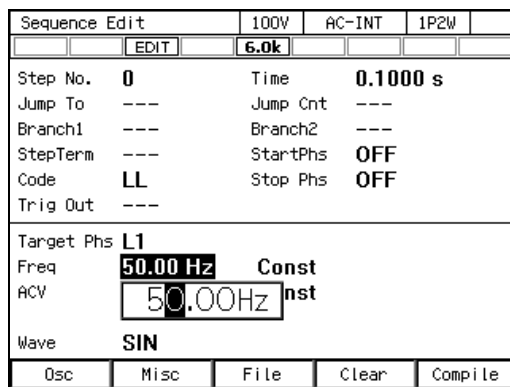 Sequence Edit 100V AC-INT 1P2W
EDIT 6.0k
Step No. 0 Time 0.1000 s
Jump To --- Jump Cnt ---
Branch1 --- Branch2 ---
StepTerm --- StartPhs OFF
Code LL Stop Phs OFF
Trig Out ---
Target Phs L1
Freq 50.00 Hz Const
ACV 50.00Hz nst
Wave SIN
Osc Misc File Clear Compile